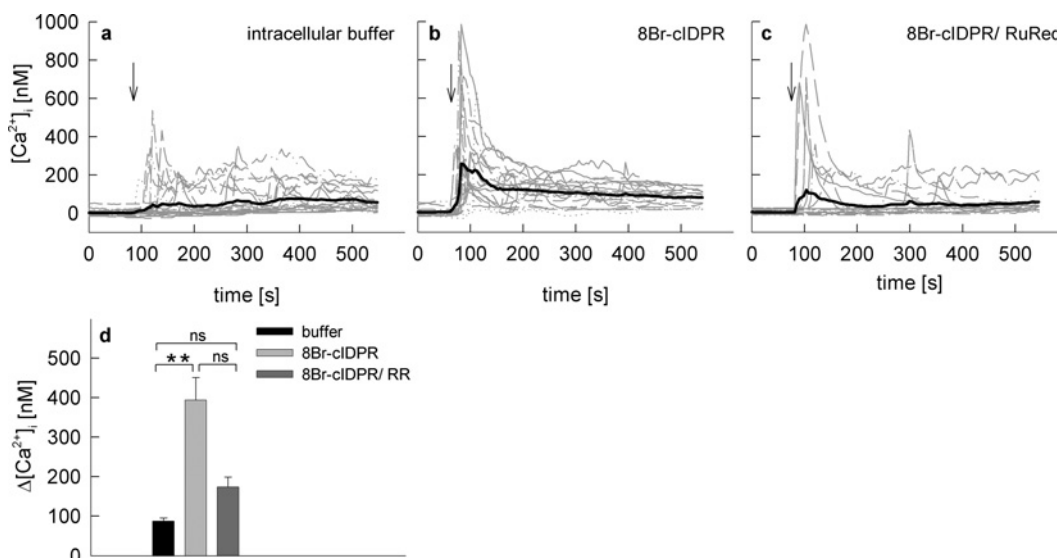 a intracellular buffer
b 8Br-cIDPR
c 8Br-cIDPR/ RuRed
[Ca2+]i [nM]
1000
800
600
400
200
0
0 100 200 300 400 500
0 100 200 300 400 500
0 100 200 300 400 500
time [s]
time [s]
time [s]
d
ns
** ns
buffer
8Br-cIDPR
8Br-cIDPR/ RR
Δ[Ca2+]i [nM]
500
400
300
200
100
0